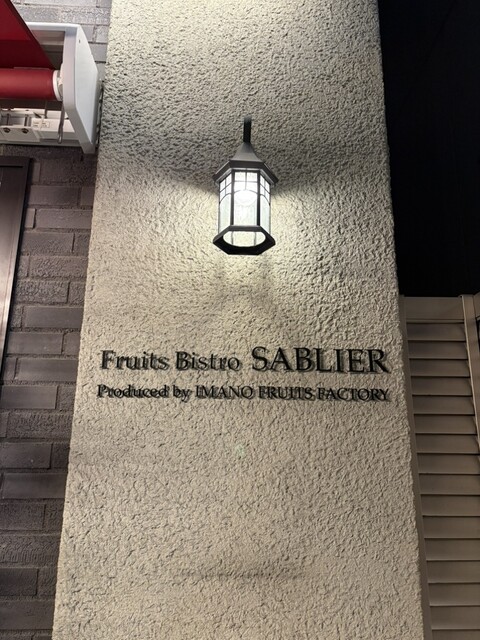 Fruits Bistro SABLIER
Produced by IMANO FRUITS FACTORY